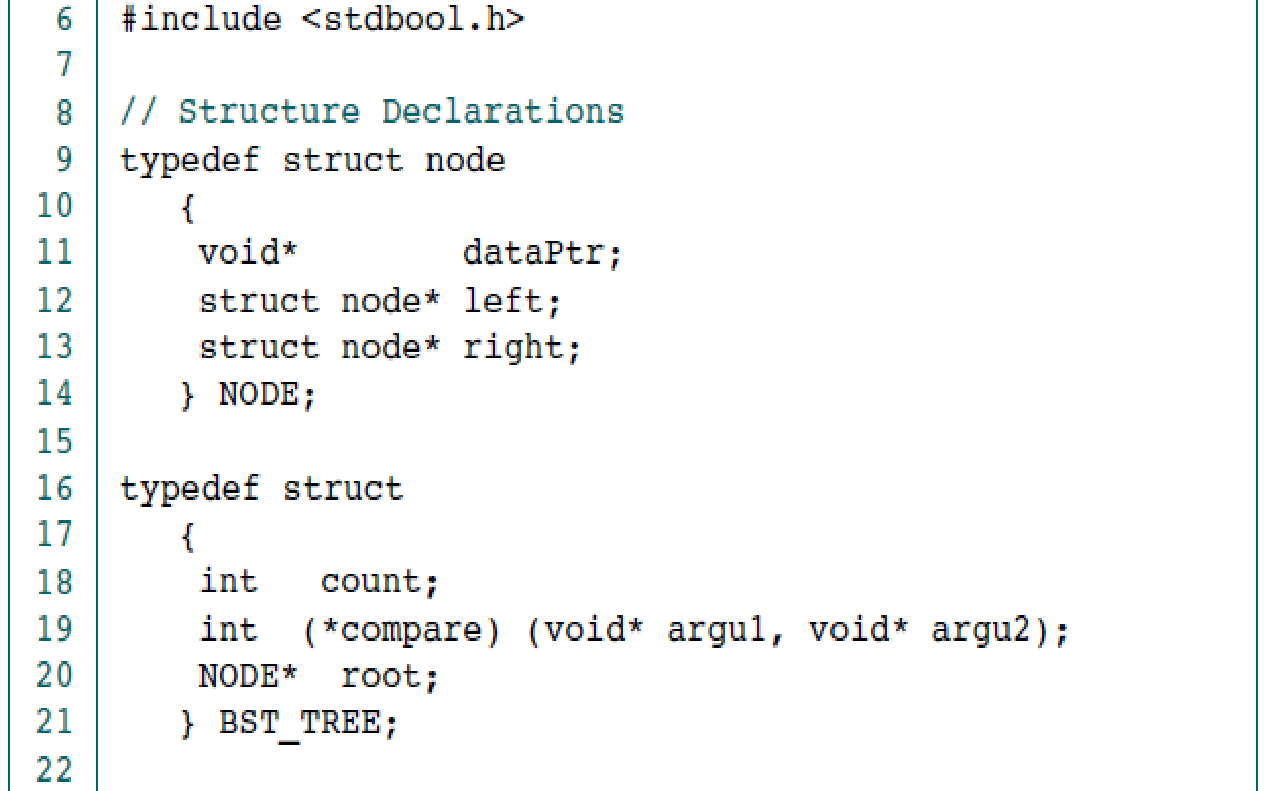 6 #include <stdbool.h>
7
8 // Structure Declarations
9 typedef struct node
10 {
11 void* dataPtr;
12 struct node* left;
13 struct node* right;
14 } NODE;
15
16 typedef struct
17 {
18 int count;
19 int (*compare) (void* argu1, void* argu2);
20 NODE* root;
21 } BST_TREE;
22